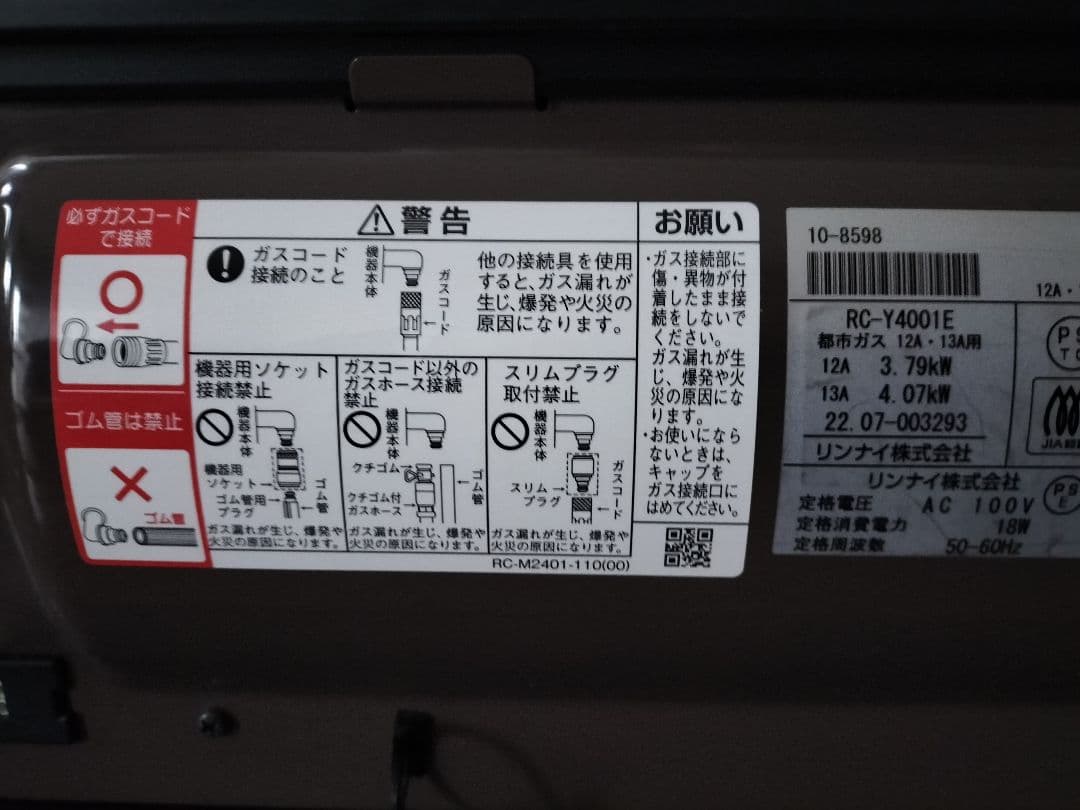 必ずガスコード
で接続
ゴム管は禁止
ゴム管
警告
ガスコード
接続のこと
機器本体
ガスコード
他の接続具を使用
すると、ガス漏れが
生じ、爆発や火災の
原因になります。
機器用ソケット
接続禁止
機器本体
機器用
ソケット
ゴム管用
プラグ
ゴム管
ガス漏れが生じ、爆発や
火災の原因になります。
ガスコード以外の
ガスホース接続
禁止
機器本体
クチゴム
クチゴム付
ガスホース
ゴム管
ガス漏れが生じ、爆発や
火災の原因になります。
スリムプラグ
取付禁止
機器本体
スリム
プラグ
ガスコード
ガス漏れが生じ、爆発や
火災の原因になります。
RC-M2401-110(00)
お願い
・ガス接続部に
傷・異物が付
着したまま接
続をしないで
ください。
ガス漏れが生
じ、爆発や火
災の原因にな
ります。
・お使いになら
ないときは、
キャップを
ガス接続口に
はめてください。
10-8598
12A・
RC-Y4001E
都市ガス 12A・13A用
12A 3.79kW
13A 4.07kW
22.07-003293
リンナイ株式会社
リンナイ株式会社
定格電圧 AC 100V
定格消費電力 18W
定格周波数 50-60Hz